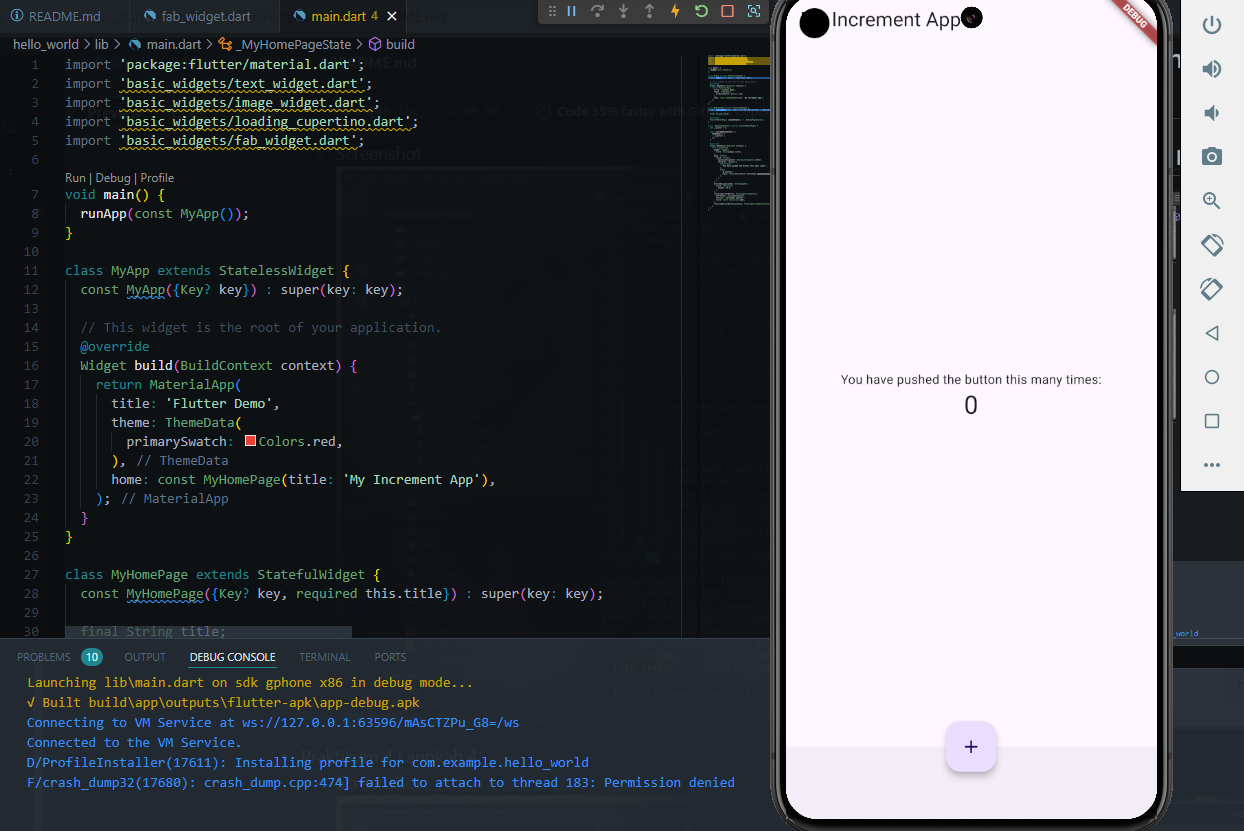 README.md
fab_widget.dart
main.dart 4
hello_world > lib > main.dart > _MyHomePageState > build
1 import 'package:flutter/material.dart';
2 import 'basic_widgets/text_widget.dart';
3 import 'basic_widgets/image_widget.dart';
4 import 'basic_widgets/loading_cupertino.dart';
5 import 'basic_widgets/fab_widget.dart';
6
Run | Debug | Profile
7 void main() {
8 runApp(const MyApp());
9 }
10
11 class MyApp extends StatelessWidget {
12 const MyApp({Key? key}) : super(key: key);
13
14 // This widget is the root of your application.
15 @override
16 Widget build(BuildContext context) {
17 return MaterialApp(
18 title: 'Flutter Demo',
19 theme: ThemeData(
20 primarySwatch: Colors.red,
21 ), // ThemeData
22 home: const MyHomePage(title: 'My Increment App'),
23 ); // MaterialApp
24 }
25 }
26
27 class MyHomePage extends StatefulWidget {
28 const MyHomePage({Key? key, required this.title}) : super(key: key);
29
30 final String title;
PROBLEMS 10 OUTPUT DEBUG CONSOLE TERMINAL PORTS
Launching lib\main.dart on sdk gphone x86 in debug mode...
√ Built build\app\outputs\flutter-apk\app-debug.apk
Connecting to VM Service at ws://127.0.0.1:63596/mAsCTZPu_G8=/ws
Connected to the VM Service.
D/ProfileInstaller(17611): Installing profile for com.example.hello_world
F/crash_dump32(17680): crash_dump.cpp:474] failed to attach to thread 183: Permission denied
Increment App
DEBUG
You have pushed the button this many times:
0
+
_world